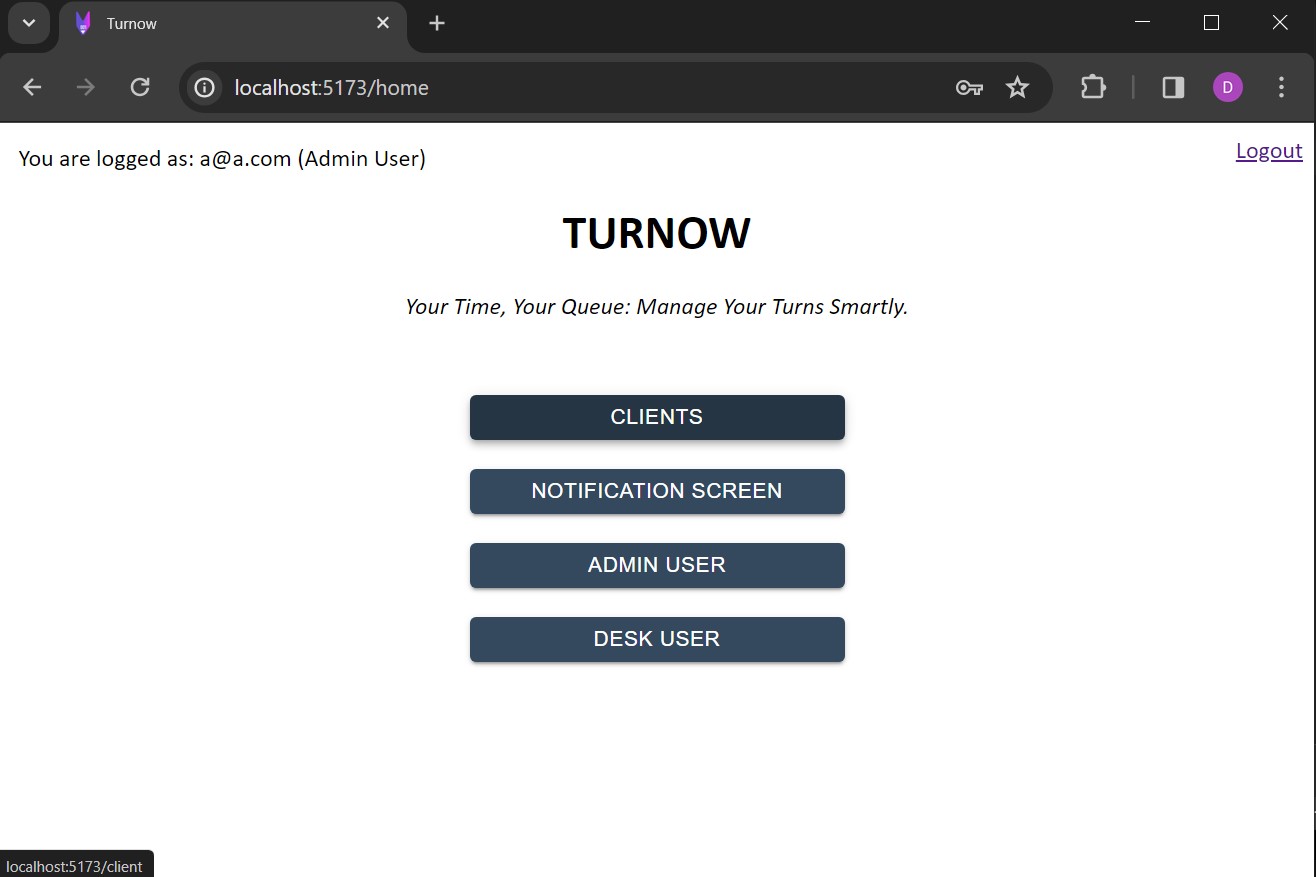 Turnow
localhost:5173/home
D
You are logged as: a@a.com (Admin User)
Logout
TURNOW
Your Time, Your Queue: Manage Your Turns Smartly.
CLIENTS
NOTIFICATION SCREEN
ADMIN USER
DESK USER
localhost:5173/client